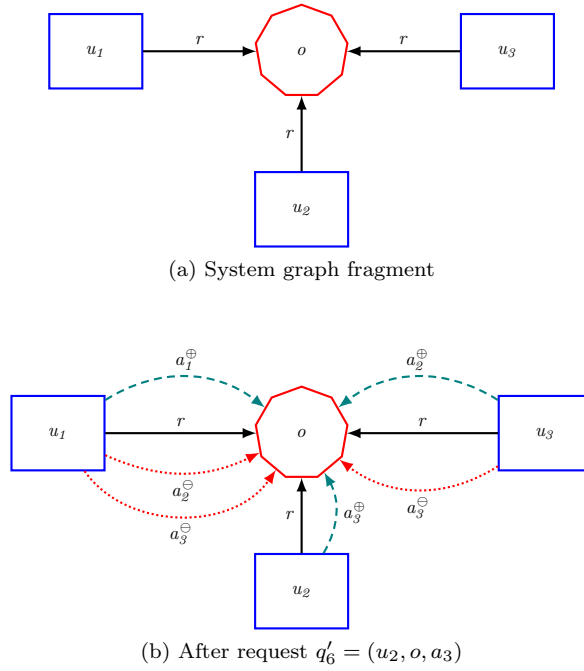 u₁ r o r u₃
r
u₂
(a) System graph fragment
a₁^⊕ a₂^⊕
u₁ r o r u₃
a₂^⊖
a₃^⊖ r a₃^⊕ a₃^⊖
u₂
(b) After request q′₆ = (u₂, o, a₃)